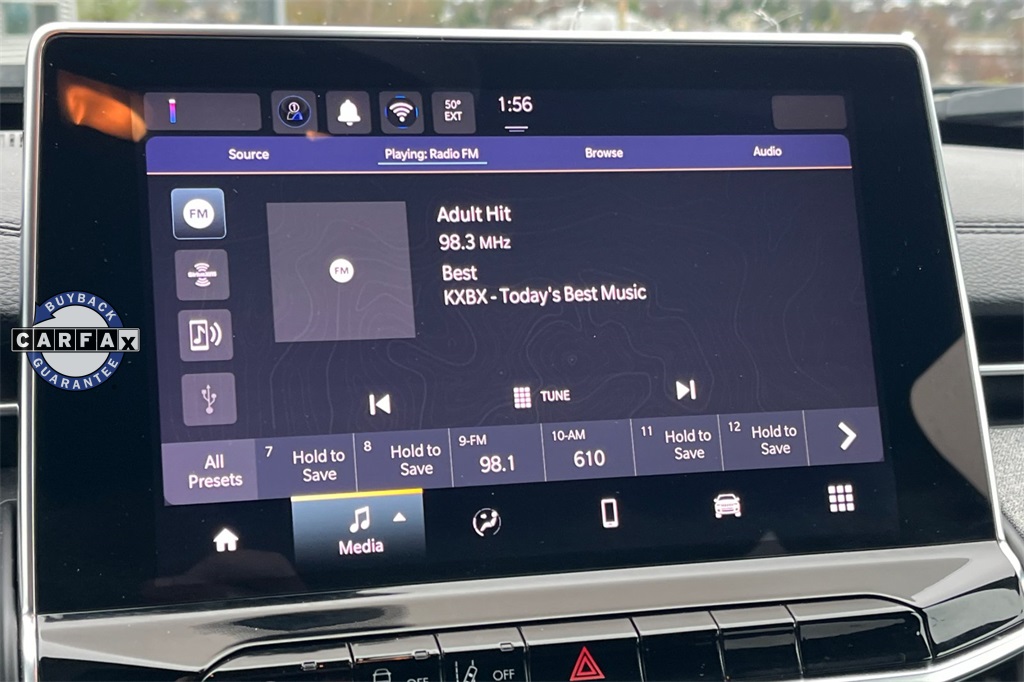 50°
EXT
1:56
Source
Playing: Radio FM
Browse
Audio
FM
Adult Hit
98.3 MHz
FM
Best
KXBX - Today's Best Music
SiriusXM
BUYBACK
CARFAX
GUARANTEE
TUNE
All
Presets
7 Hold to
Save
8 Hold to
Save
9-FM
98.1
10-AM
610
11 Hold to
Save
12 Hold to
Save
Media
OFF
OFF